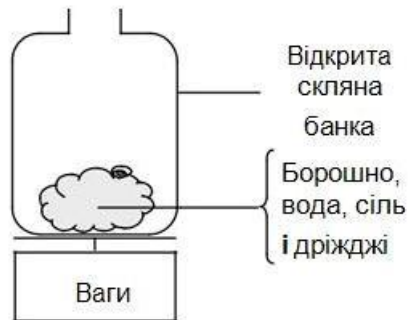 Відкрита
скляна
банка
Борошно,
вода, сіль
і дріжджі
Ваги